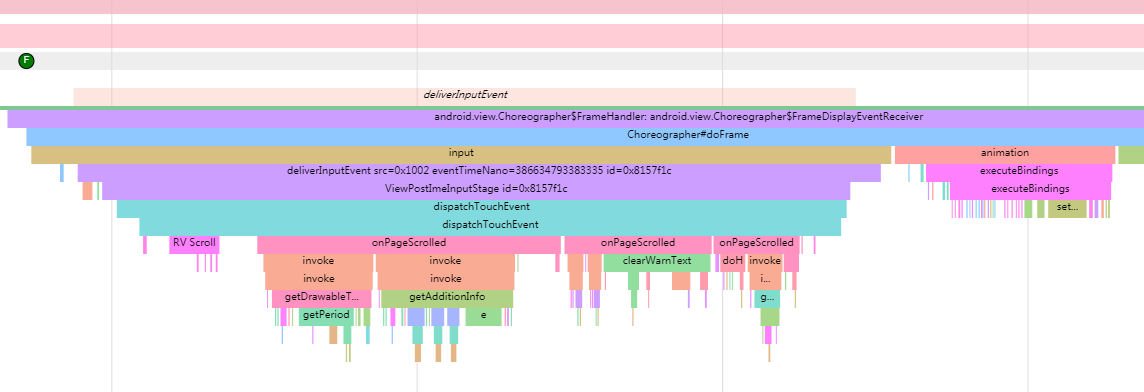 F
deliverInputEvent
android.view.Choreographer$FrameHandler: android.view.Choreographer$FrameDisplayEventReceiver
Choreographer#doFrame
input animation
deliverInputEvent src=0x1002 eventTimeNano=386634793383335 id=0x8157f1c executeBindings
ViewPostImeInputStage id=0x8157f1c executeBindings
dispatchTouchEvent set...
dispatchTouchEvent
RV Scroll onPageScrolled onPageScrolled onPageScrolled
invoke invoke clearWarnText doH invoke
invoke invoke i...
getDrawableT... getAdditionInfo g...
getPeriod e